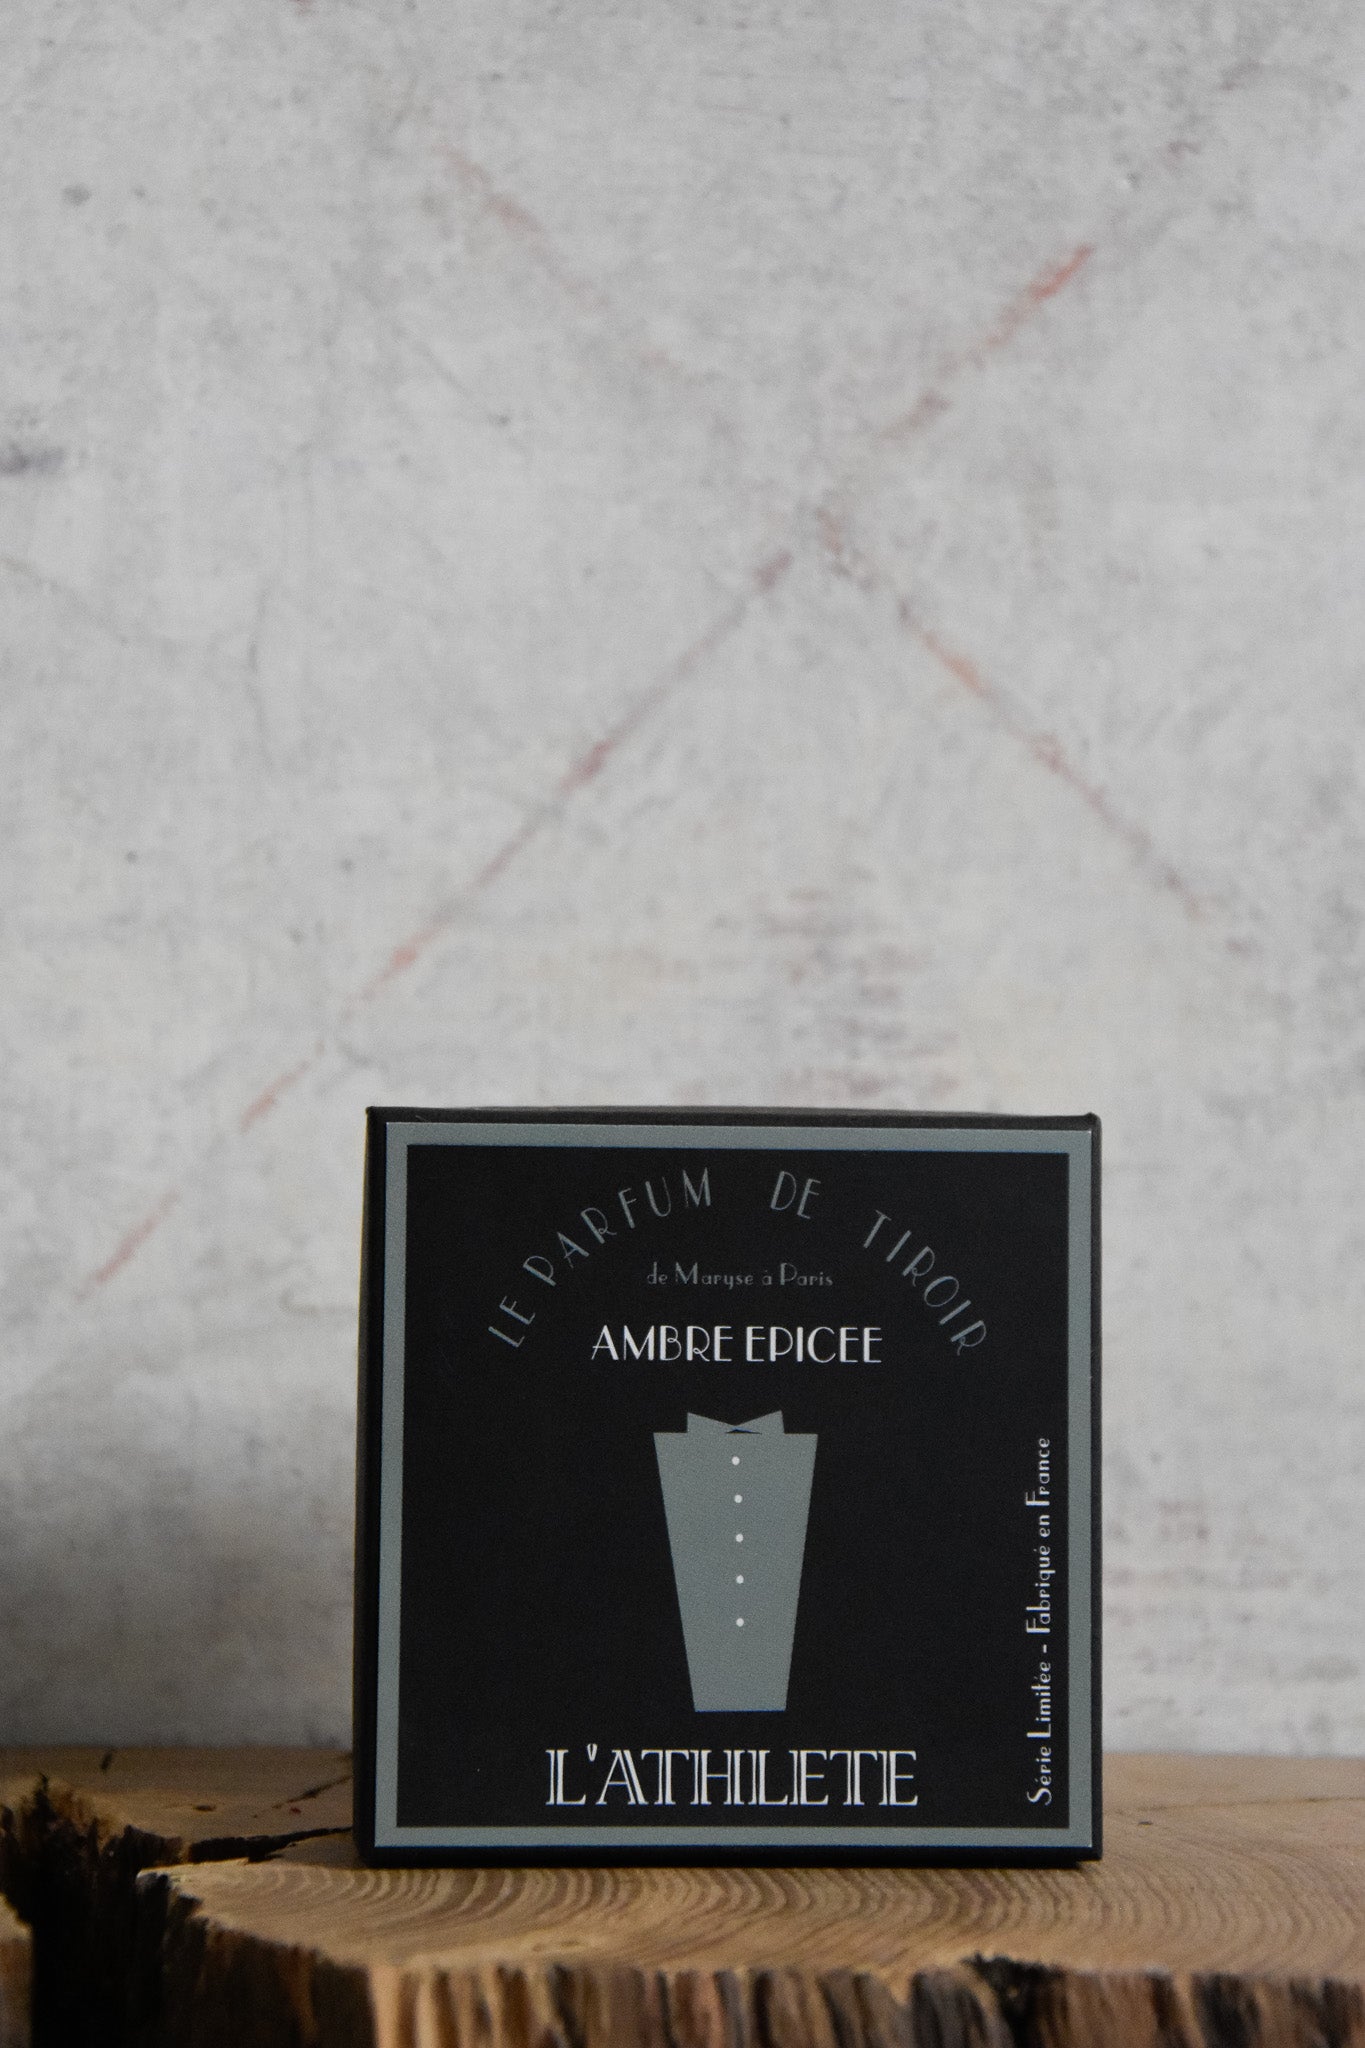 LE PARFUM DE TIROIR
de Maryse à Paris
AMBRE EPICEE
L'ATHLETE
Série Limitée - Fabriqué en France